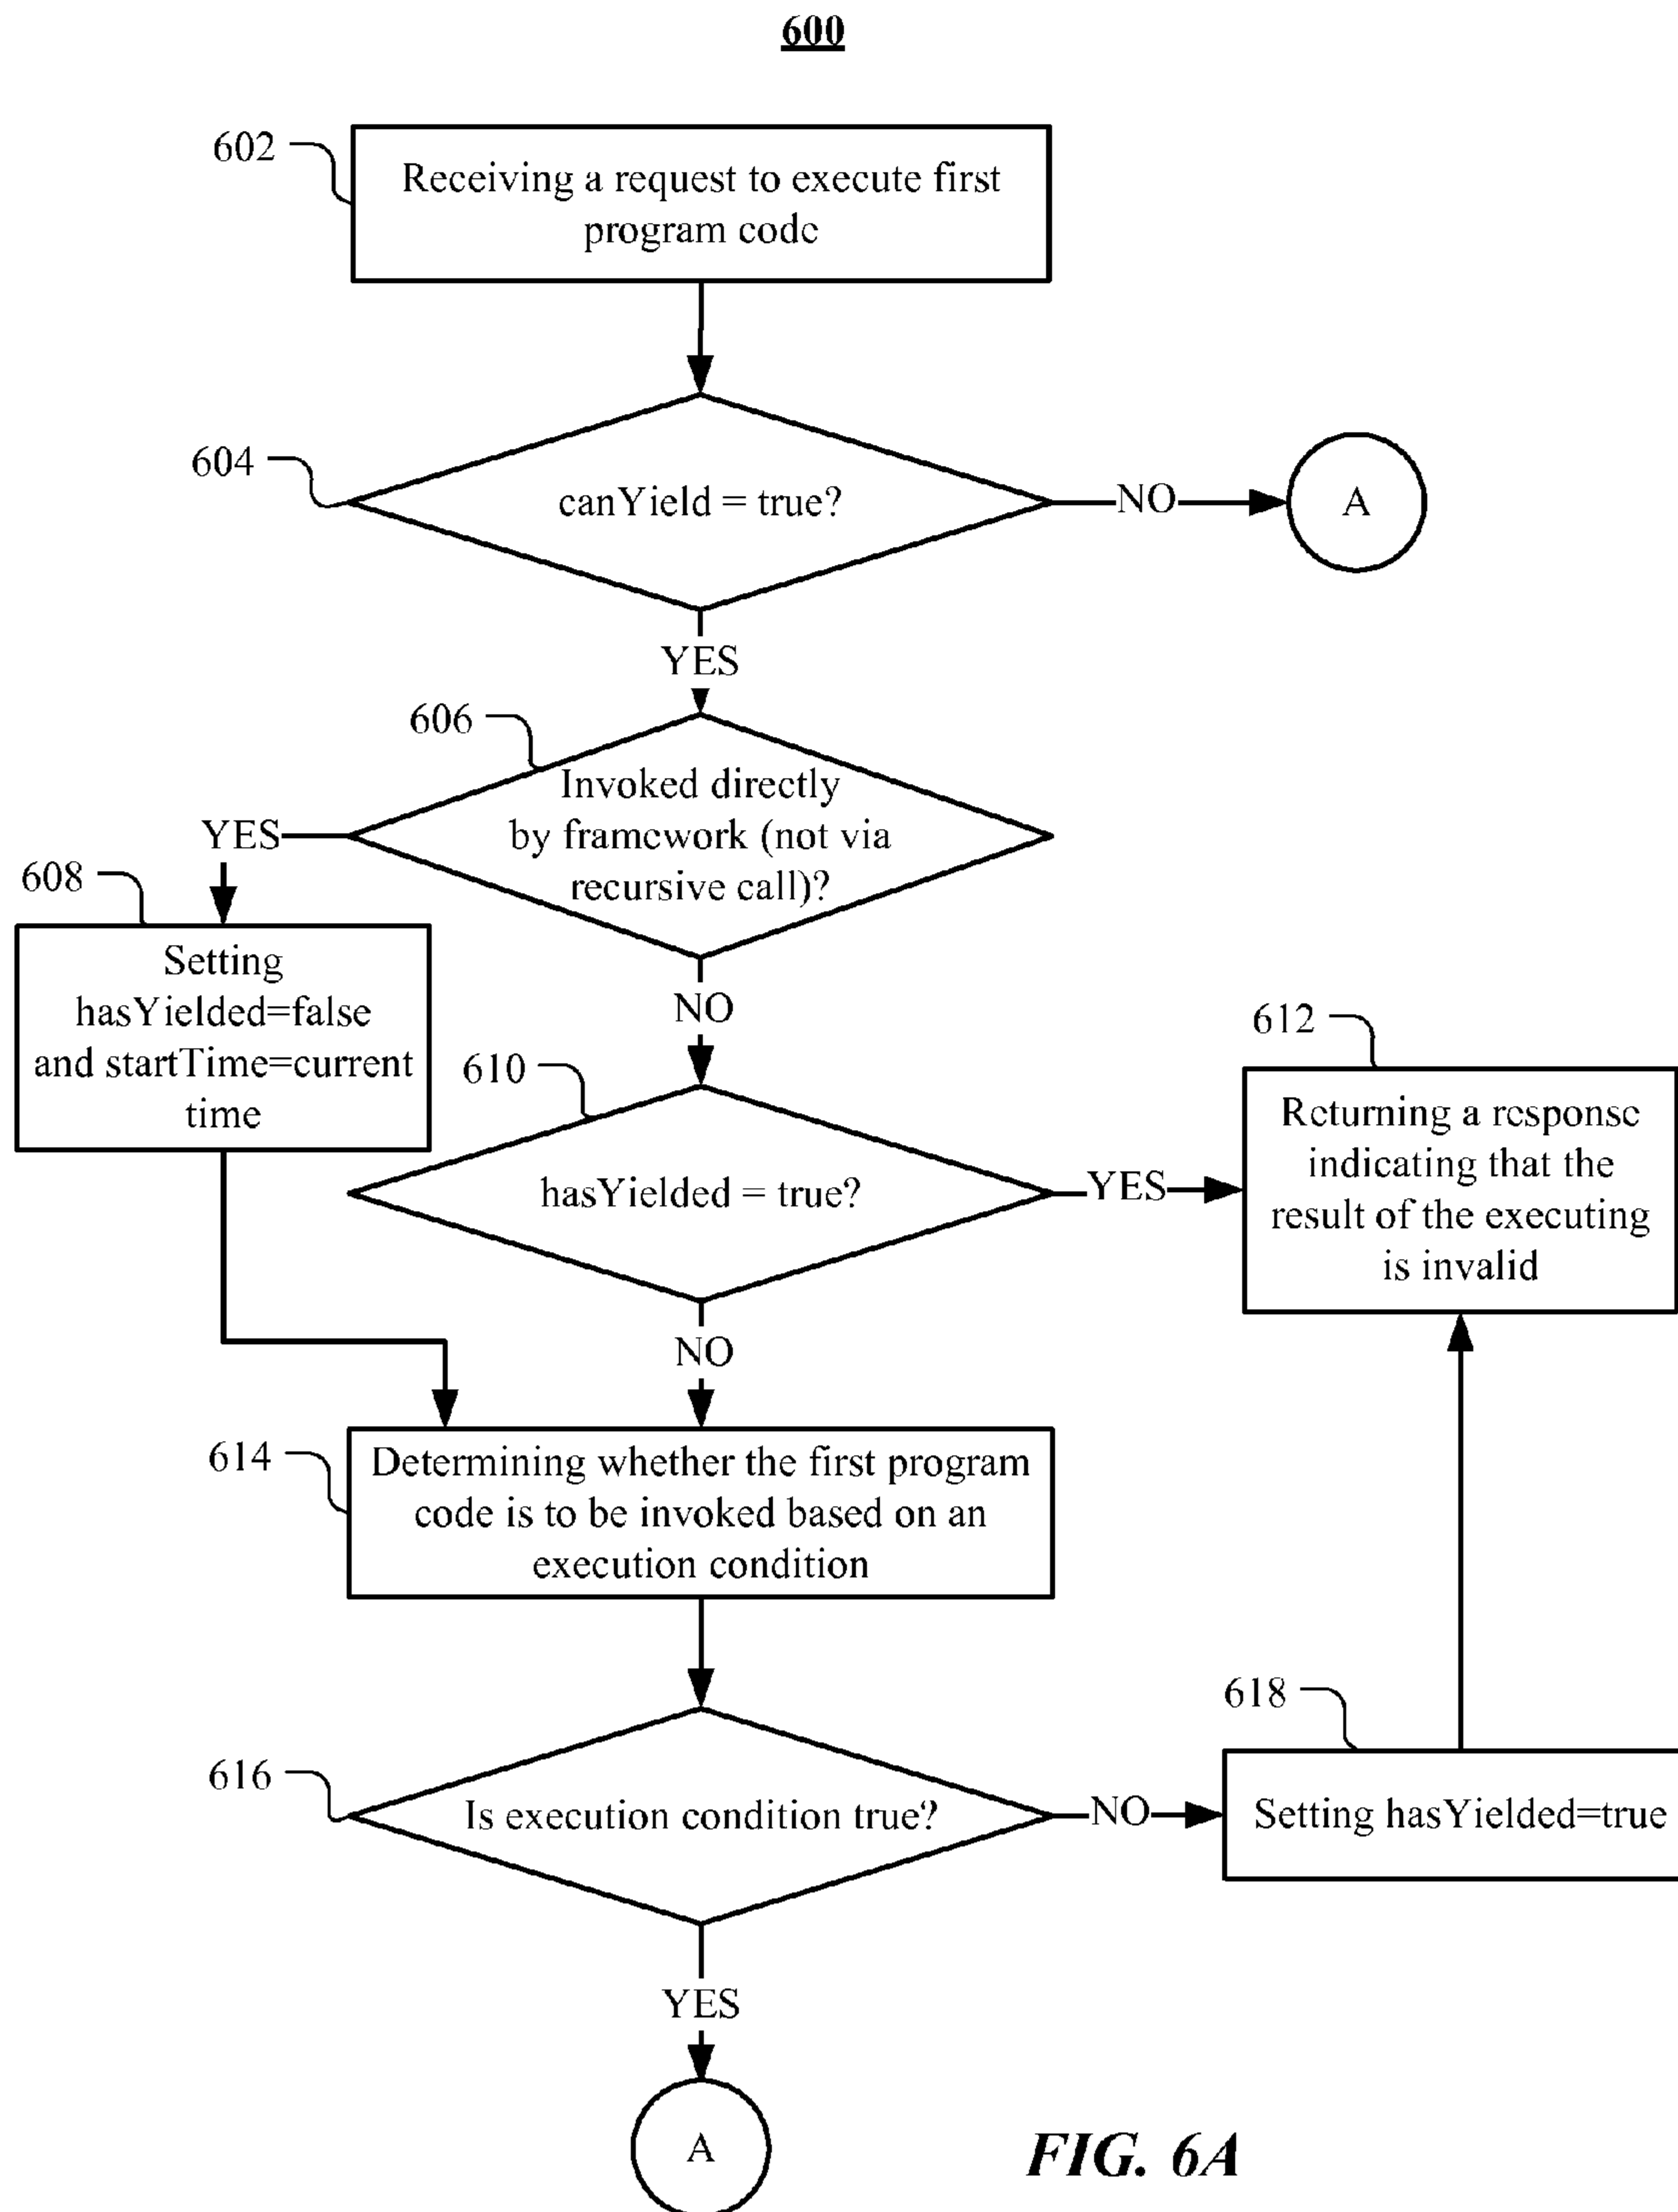 600
602
Receiving a request to execute first
program code
604
canYield = true?
NO
A
YES
606
Invoked directly
by framework (not via
recursive call)?
YES
608
Setting
hasYielded=false
and startTime=current
time
NO
610
hasYielded = true?
YES
612
Returning a response
indicating that the
result of the executing
is invalid
NO
614
Determining whether the first program
code is to be invoked based on an
execution condition
616
Is execution condition true?
NO
618
Setting hasYielded=true
YES
A
FIG. 6A